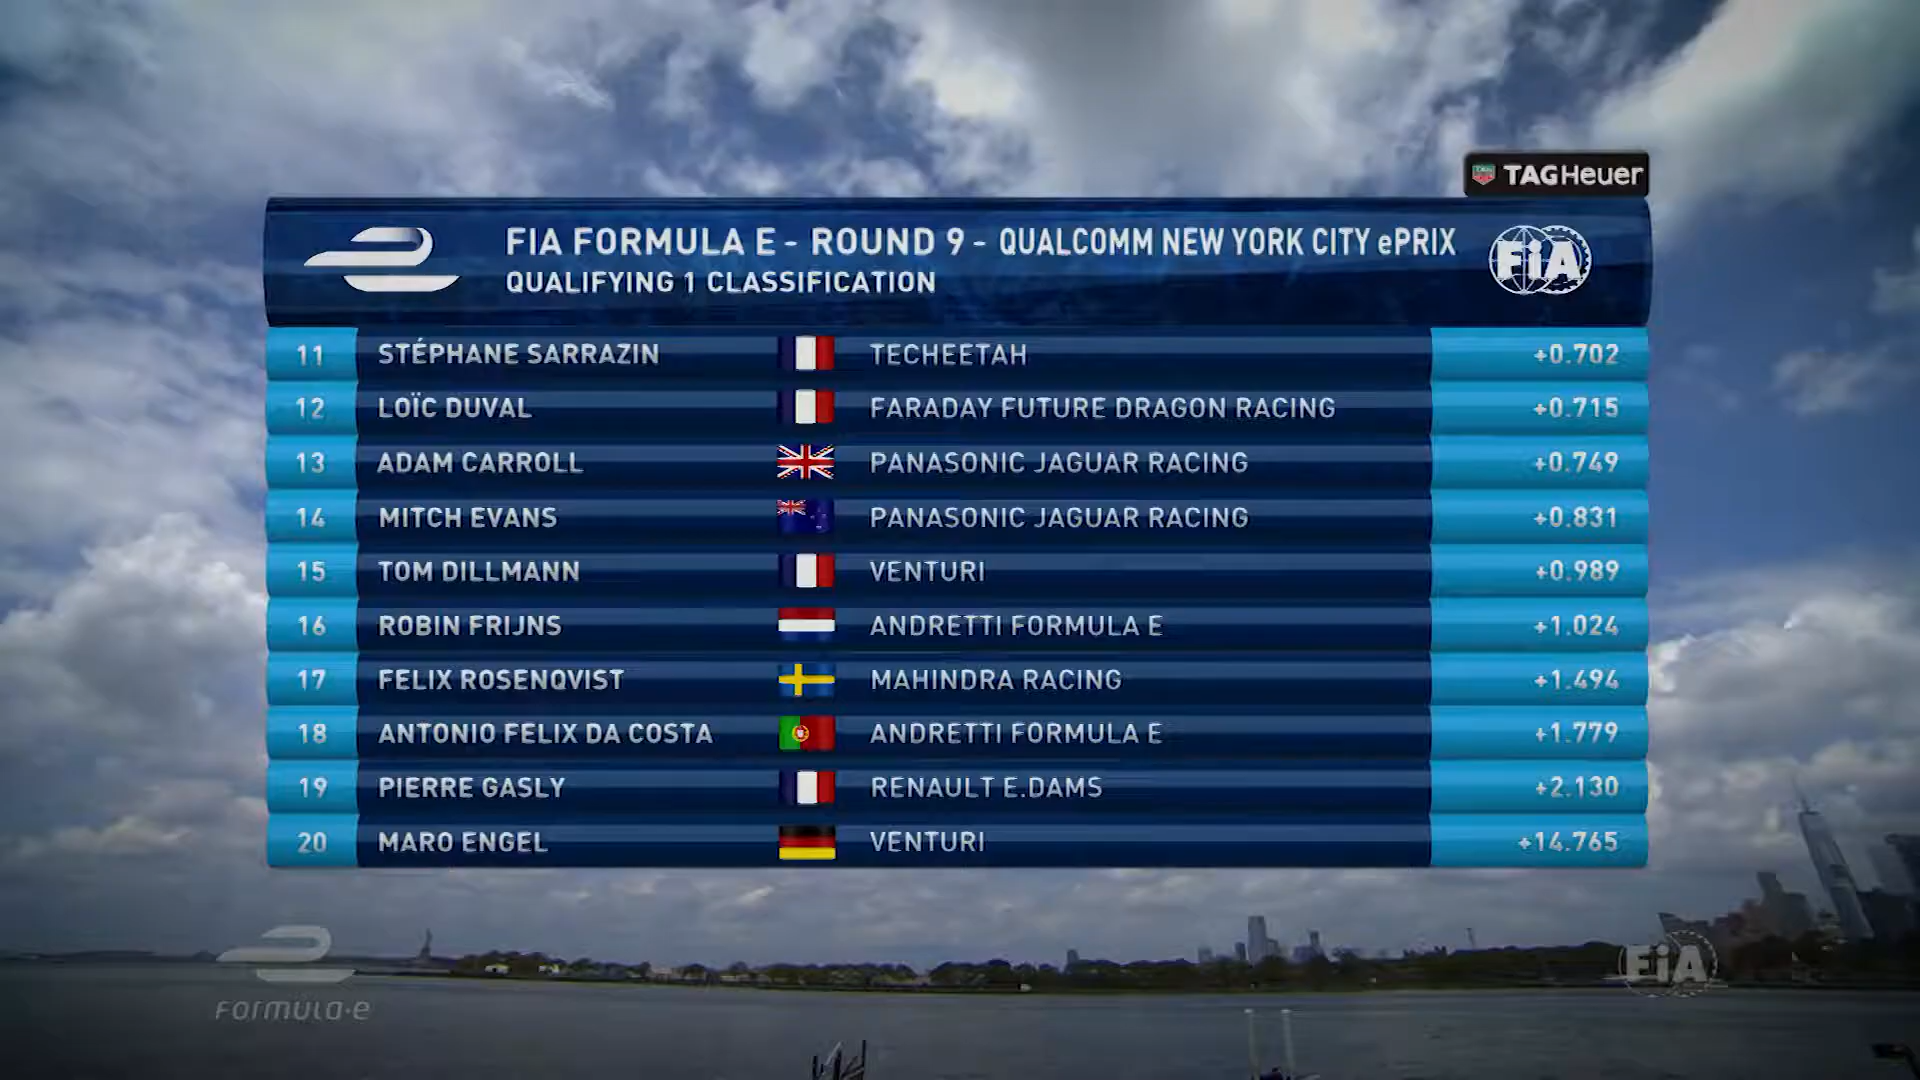 TAGHeuer
FIA FORMULA E - ROUND 9 - QUALCOMM NEW YORK CITY ePRIX
QUALIFYING 1 CLASSIFICATION
FiA
11 STÉPHANE SARRAZIN TECHEETAH +0.702
12 LOÏC DUVAL FARADAY FUTURE DRAGON RACING +0.715
13 ADAM CARROLL PANASONIC JAGUAR RACING +0.749
14 MITCH EVANS PANASONIC JAGUAR RACING +0.831
15 TOM DILLMANN VENTURI +0.989
16 ROBIN FRIJNS ANDRETTI FORMULA E +1.024
17 FELIX ROSENQVIST MAHINDRA RACING +1.494
18 ANTONIO FELIX DA COSTA ANDRETTI FORMULA E +1.779
19 PIERRE GASLY RENAULT E.DAMS +2.130
20 MARO ENGEL VENTURI +14.765
FiA
Formula-e